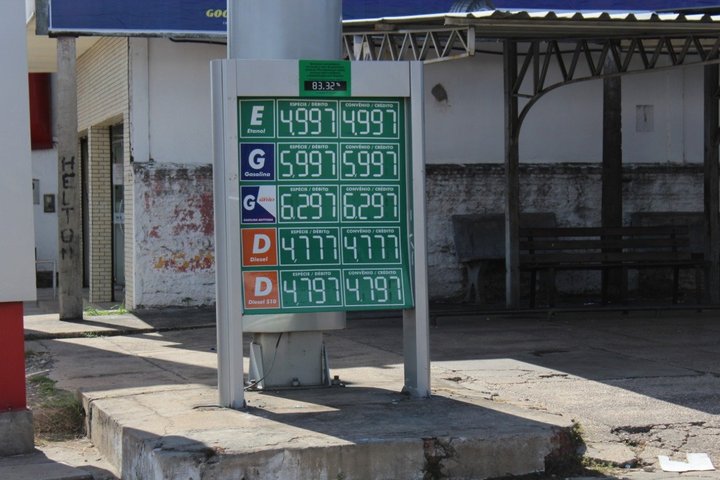 GOO
83,32%
E Etanol ESPÉCIE / DÉBITO 4.997 CONVÊNIO / CRÉDITO 4.997
G Gasolina ESPÉCIE / DÉBITO 5.997 CONVÊNIO / CRÉDITO 5.997
G ESPÉCIE / DÉBITO 6.297 CONVÊNIO / CRÉDITO 6.297
GASOLINA ADITIVADA
D Diesel ESPÉCIE / DÉBITO 4.777 CONVÊNIO / CRÉDITO 4.777
D Diesel S10 ESPÉCIE / DÉBITO 4.797 CONVÊNIO / CRÉDITO 4.797
HELTON